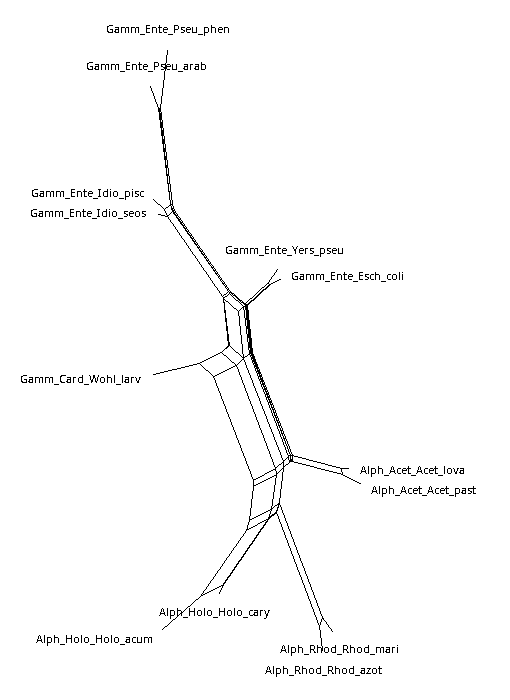 Gamm_Ente_Pseu_phen
Gamm_Ente_Pseu_arab
Gamm_Ente_Idio_pisc
Gamm_Ente_Idio_seos
Gamm_Ente_Yers_pseu
Gamm_Ente_Esch_coli
Gamm_Card_Wohl_larv
Alph_Acet_Acet_lova
Alph_Acet_Acet_past
Alph_Holo_Holo_cary
Alph_Holo_Holo_acum
Alph_Rhod_Rhod_mari
Alph_Rhod_Rhod_azot